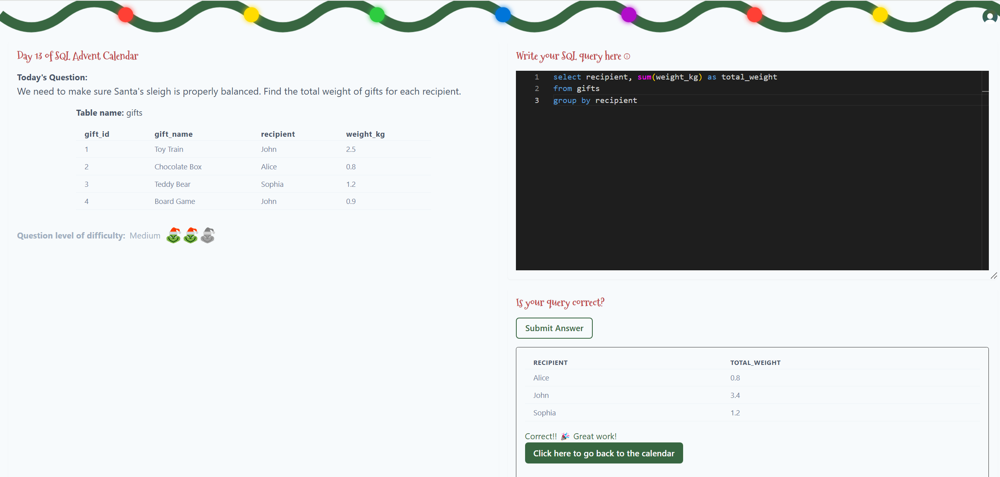 Day 13 of SQL Advent Calendar
Today's Question:
We need to make sure Santa's sleigh is properly balanced. Find the total weight of gifts for each recipient.
Table name: gifts
gift_id gift_name recipient weight_kg
1 Toy Train John 2.5
2 Chocolate Box Alice 0.8
3 Teddy Bear Sophia 1.2
4 Board Game John 0.9
Question level of difficulty: Medium
Write your SQL query here
1 select recipient, sum(weight_kg) as total_weight
2 from gifts
3 group by recipient
Is your query correct?
Submit Answer
RECIPIENT TOTAL_WEIGHT
Alice 0.8
John 3.4
Sophia 1.2
Correct!! 🎉 Great work!
Click here to go back to the calendar